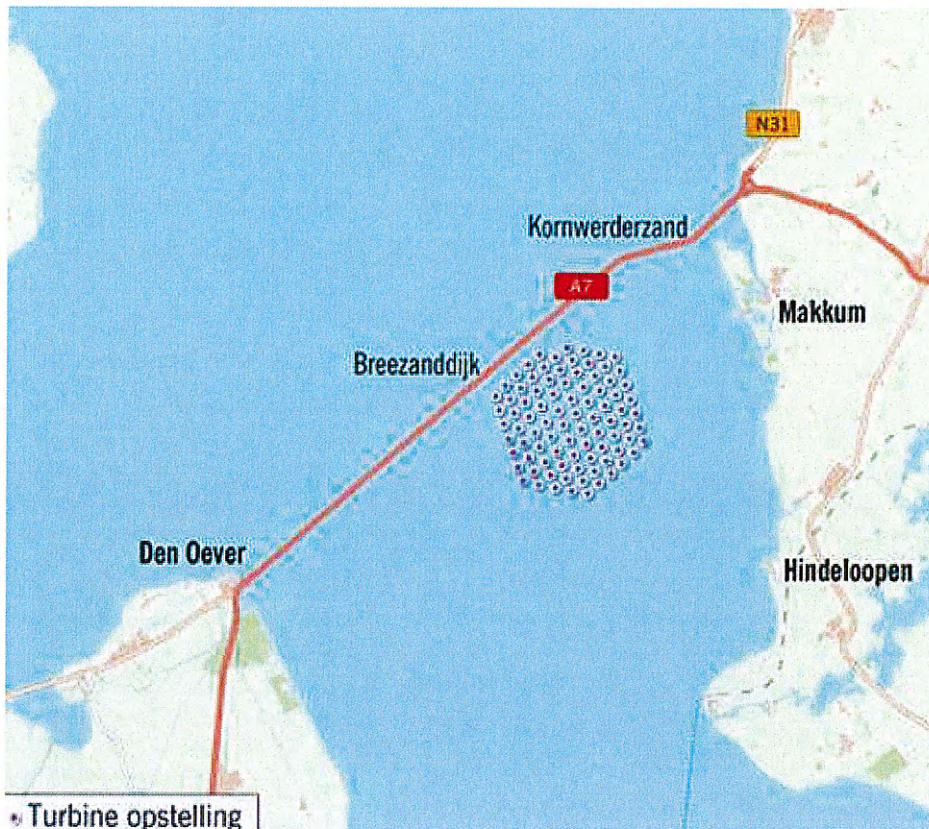 N31
Kornwerderzand
A7
Makkum
Breezanddijk
Den Oever
Hindeloopen
Turbine opstelling